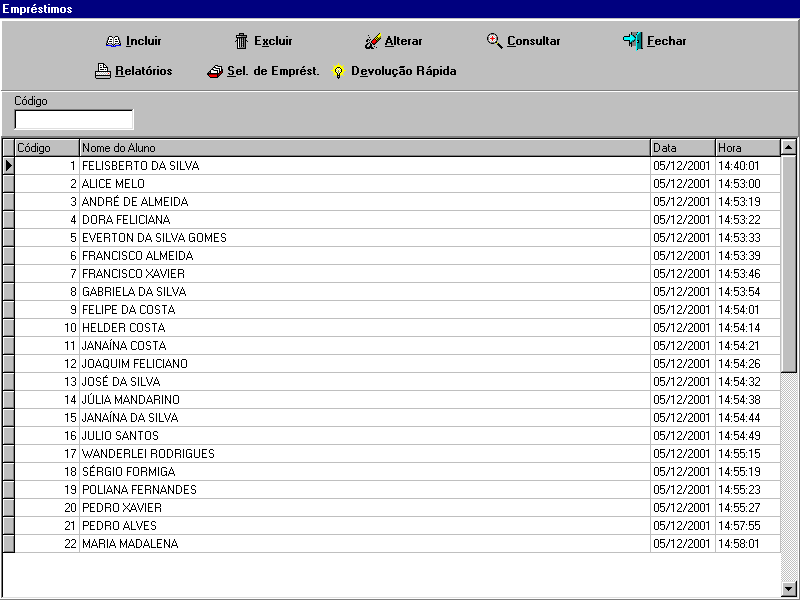 Empréstimos
Incluir Excluir Alterar Consultar Fechar
Relatórios Sel. de Emprést. Devolução Rápida
Código
Código Nome do Aluno Data Hora
1 FELISBERTO DA SILVA 05/12/2001 14:40:01
2 ALICE MELO 05/12/2001 14:53:00
3 ANDRÉ DE ALMEIDA 05/12/2001 14:53:19
4 DORA FELICIANA 05/12/2001 14:53:22
5 EVERTON DA SILVA GOMES 05/12/2001 14:53:33
6 FRANCISCO ALMEIDA 05/12/2001 14:53:39
7 FRANCISCO XAVIER 05/12/2001 14:53:46
8 GABRIELA DA SILVA 05/12/2001 14:53:54
9 FELIPE DA COSTA 05/12/2001 14:54:01
10 HELDER COSTA 05/12/2001 14:54:14
11 JANAÍNA COSTA 05/12/2001 14:54:21
12 JOAQUIM FELICIANO 05/12/2001 14:54:26
13 JOSÉ DA SILVA 05/12/2001 14:54:32
14 JÚLIA MANDARINO 05/12/2001 14:54:38
15 JANAÍNA DA SILVA 05/12/2001 14:54:44
16 JULIO SANTOS 05/12/2001 14:54:49
17 WANDERLEI RODRIGUES 05/12/2001 14:55:15
18 SÉRGIO FORMIGA 05/12/2001 14:55:19
19 POLIANA FERNANDES 05/12/2001 14:55:23
20 PEDRO XAVIER 05/12/2001 14:55:27
21 PEDRO ALVES 05/12/2001 14:57:55
22 MARIA MADALENA 05/12/2001 14:58:01